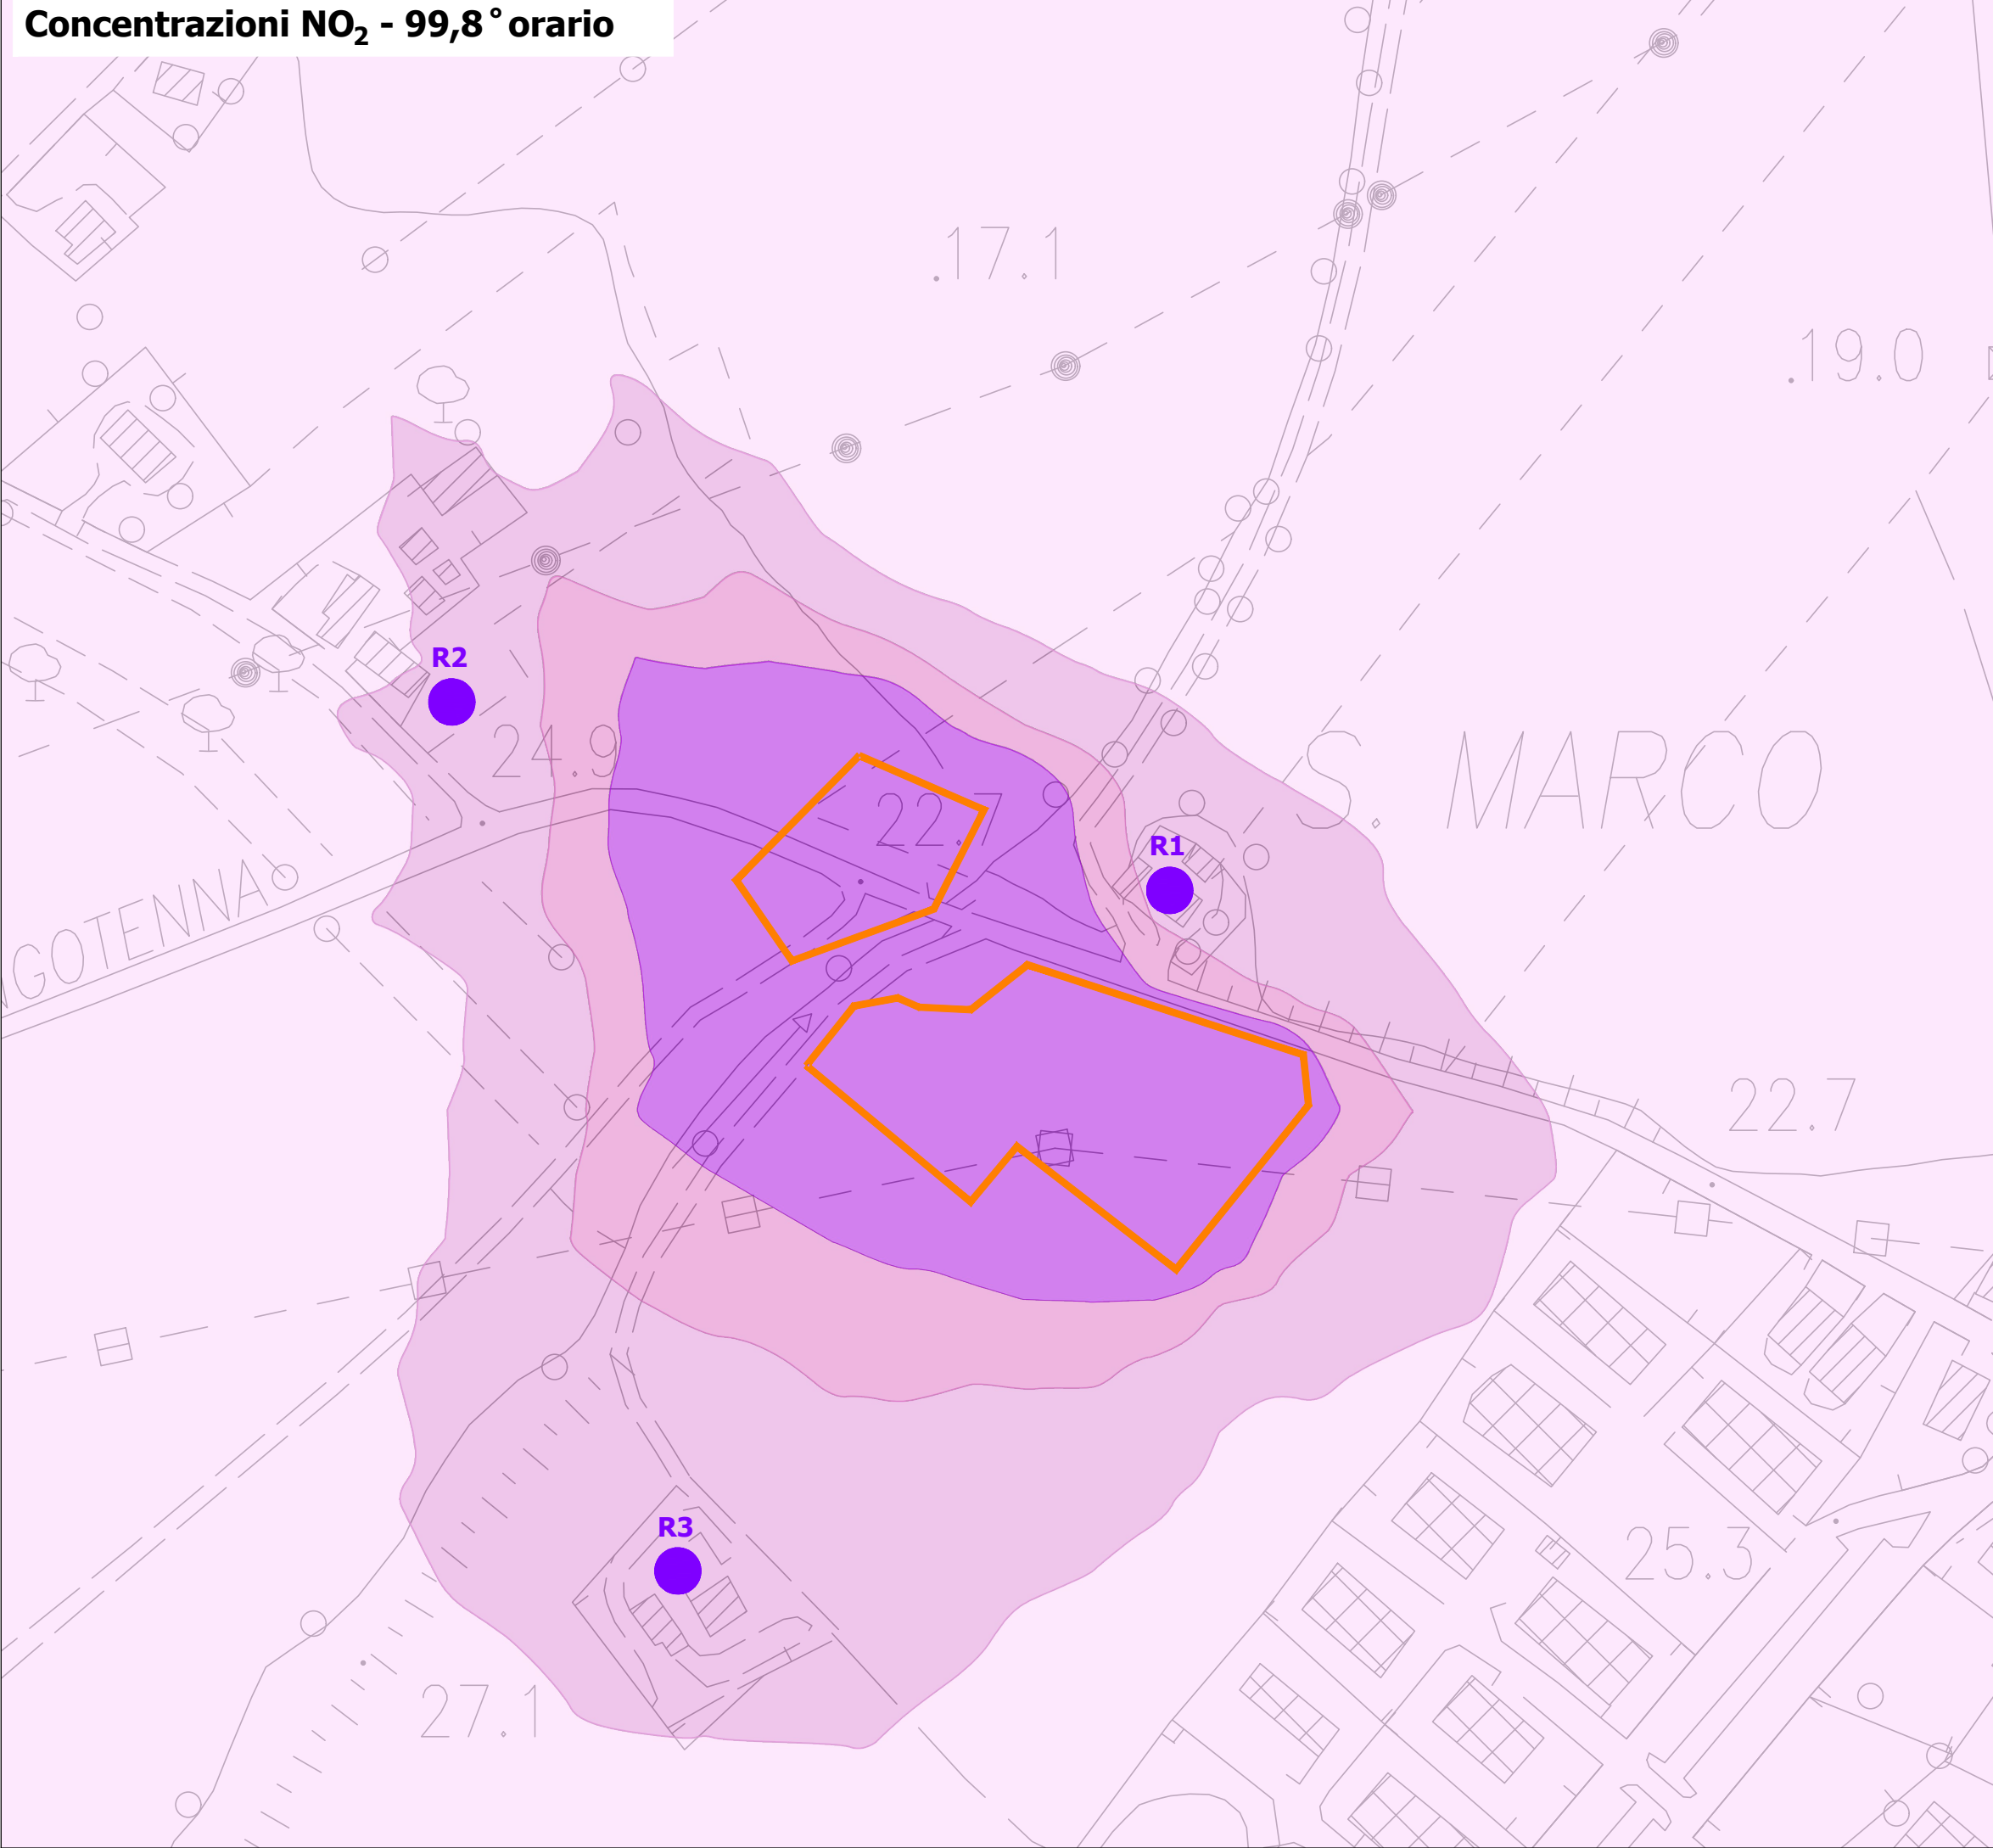 Concentrazioni NO₂ - 99,8° orario
.17.1
.19.0
R2
24.9
S. MARCO
22.7
R1
GOTENNA
22.7
R3
25.3
27.1